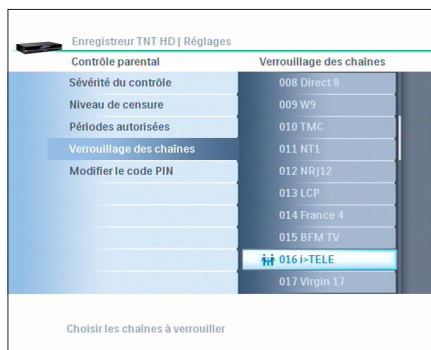 Enregistreur TNT HD | Réglages
Contrôle parental
Verrouillage des chaînes
Sévérité du contrôle
Niveau de censure
Périodes autorisées
Verrouillage des chaînes
Modifier le code PIN
008 Direct 8
009 W9
010 TMC
011 NT1
012 NRJ12
013 LCP
014 France 4
015 BFM TV
016 i>TELE
017 Virgin 17
Choisir les chaînes à verrouiller